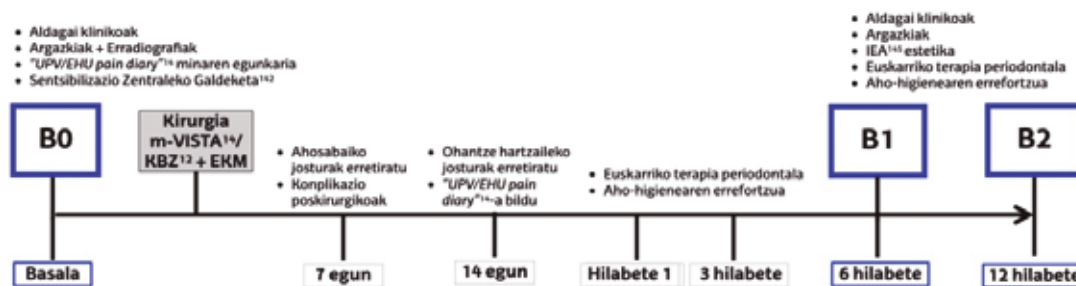 • Aldagai klinikoak
• Argazkiak + Erradiografiak
• "UPV/EHU pain diary"¹⁴ minaren egunkaria
• Sentsibilizazio Zentraleko Galdeketa¹⁴²
B0
Kirurgia
m-VISTA¹⁴/
KBZ¹² + EKM
• Ahosabaiko
josturak erretiratu
• Konplikazio
poskirurgikoak
• Ohantze hartzaileko
josturak erretiratu
• "UPV/EHU pain
diary"¹⁴-a bildu
• Euskarriko terapia periodontala
• Aho-higienearen errefortzua
• Aldagai klinikoak
• Argazkiak
• IEA¹⁴⁵ estetika
• Euskarriko terapia periodontala
• Aho-higienearen errefortzua
B1
B2
Basala
7 egun
14 egun
Hilabete 1
3 hilabete
6 hilabete
12 hilabete